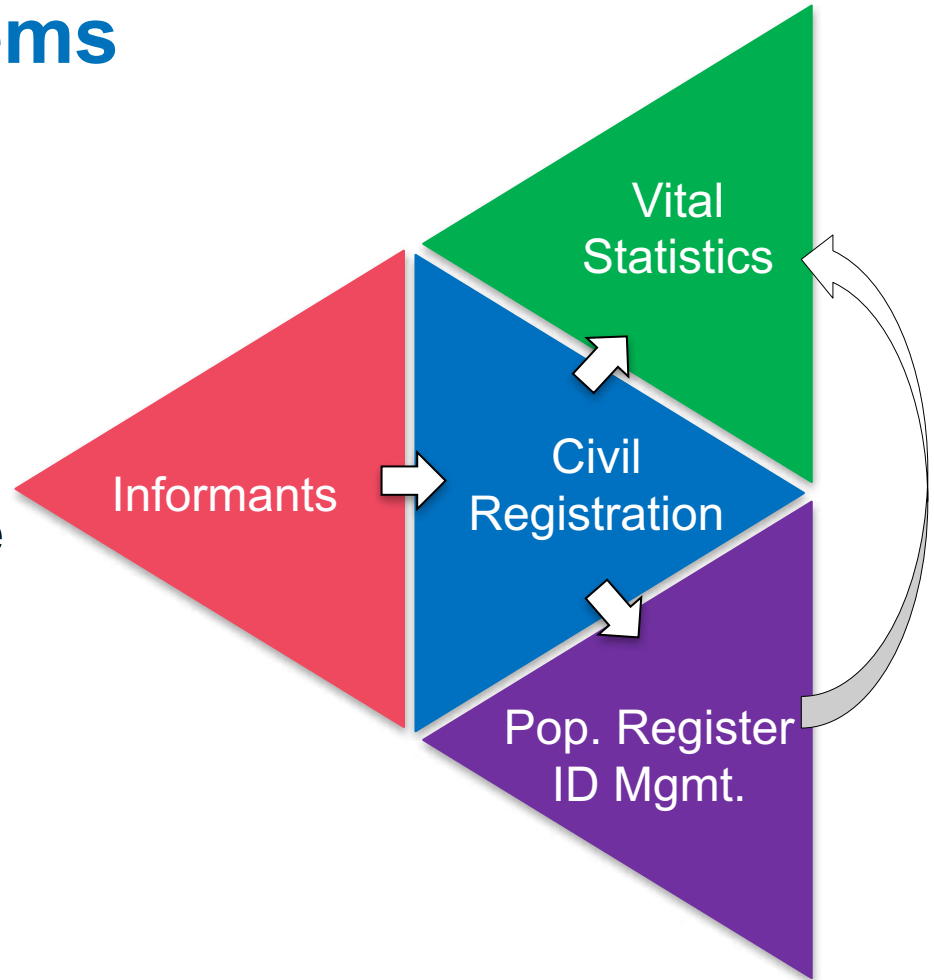 ms
Vital
Statistics
Informants
Civil
Registration
e
Pop. Register
ID Mgmt.